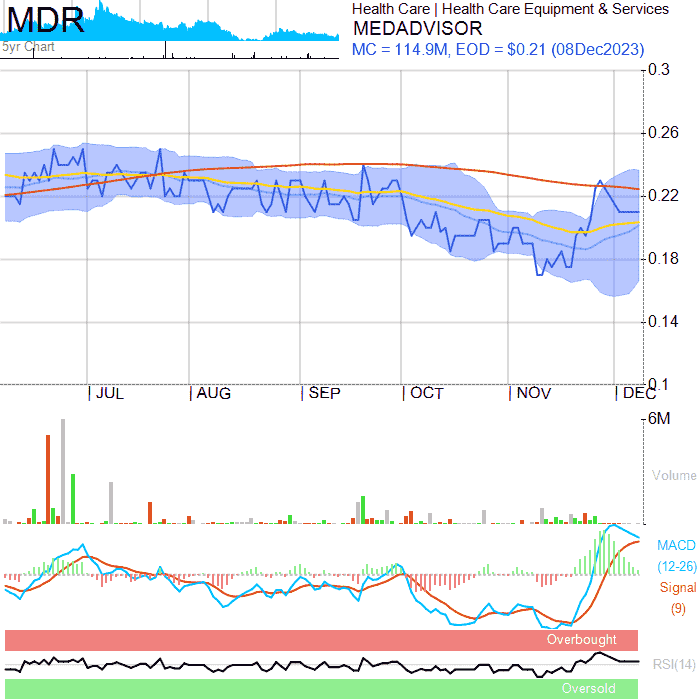 MDR
5yr Chart
Health Care | Health Care Equipment & Services
MEDADVISOR
MC = 114.9M, EOD = $0.21 (08Dec2023)
0.3
0.26
0.22
0.18
0.14
0.1
JUL
AUG
SEP
OCT
NOV
DEC
6M
Volume
MACD
(12-26)
Signal
(9)
Overbought
RSI(14)
Oversold